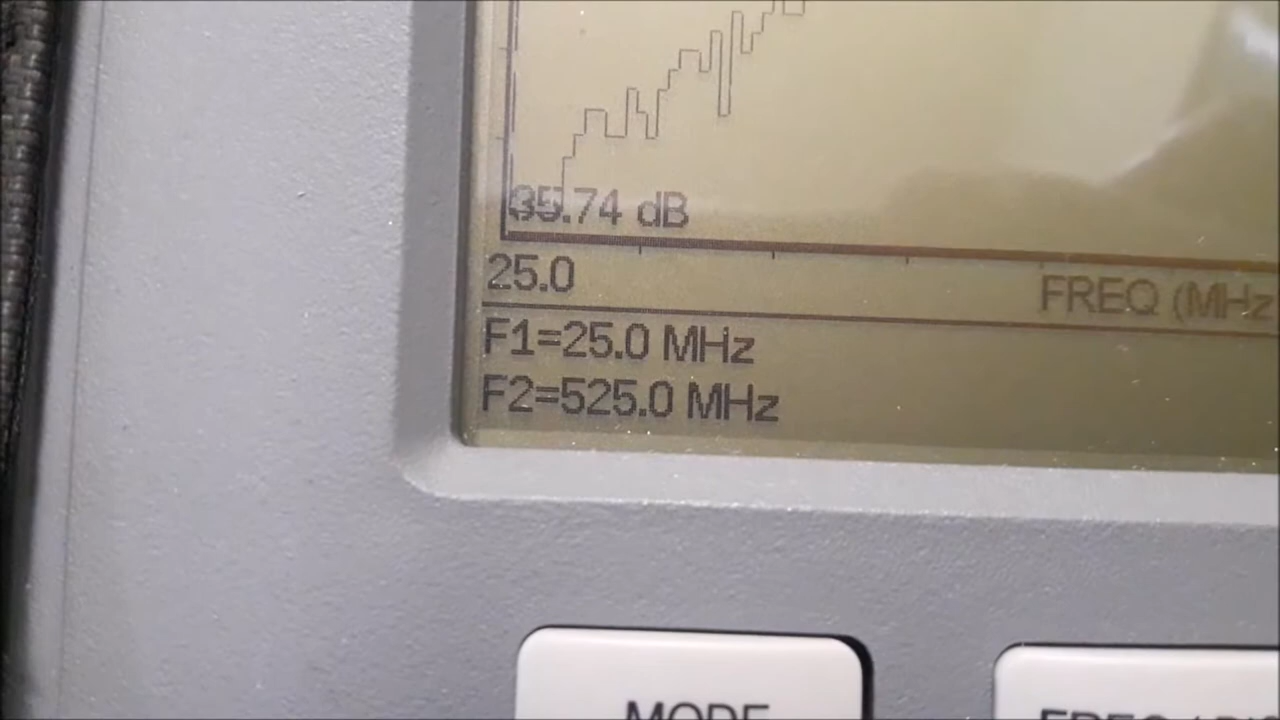 35.74 dB
25.0
FREQ (MHz
F1=25.0 MHz
F2=525.0 MHz
MODE